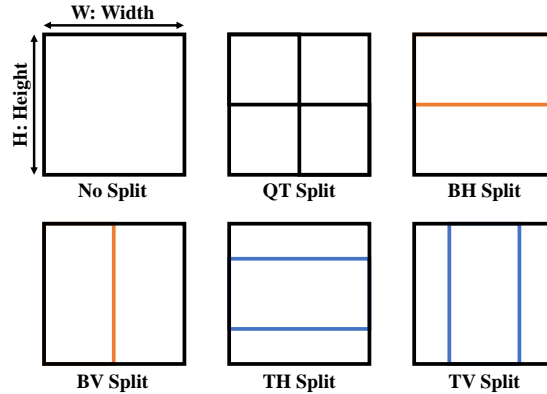 W: Width
H: Height
No Split
QT Split
BH Split
BV Split
TH Split
TV Split